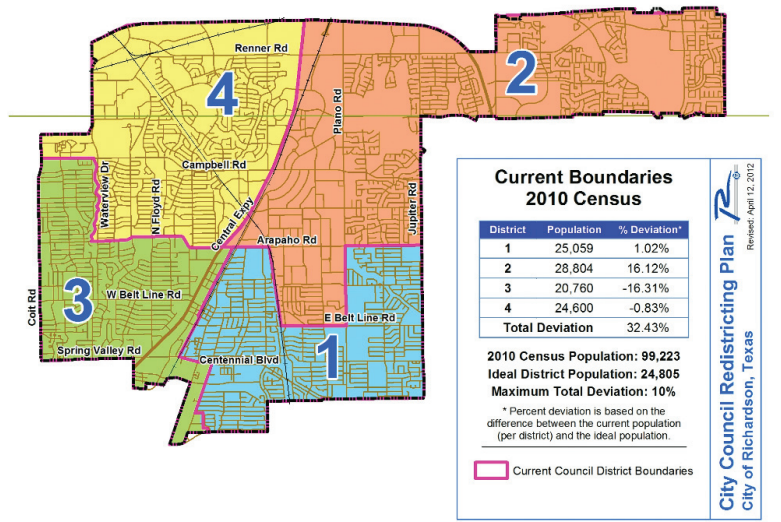 Renner Rd
4
2
Plano Rd
Campbell Rd
Waterview Dr
N Floyd Rd
Central Expy
Jupiter Rd
Arapaho Rd
Coit Rd
3
W Belt Line Rd
E Belt Line Rd
Spring Valley Rd
Centennial Blvd
1
Current Boundaries
2010 Census
District Population % Deviation*
1 25,059 1.02%
2 28,804 16.12%
3 20,760 -16.31%
4 24,600 -0.83%
Total Deviation 32.43%
2010 Census Population: 99,223
Ideal District Population: 24,805
Maximum Total Deviation: 10%
* Percent deviation is based on the
difference between the current population
(per district) and the ideal population.
Current Council District Boundaries
City Council Redistricting Plan
City of Richardson, Texas
Revised: April 12, 2012